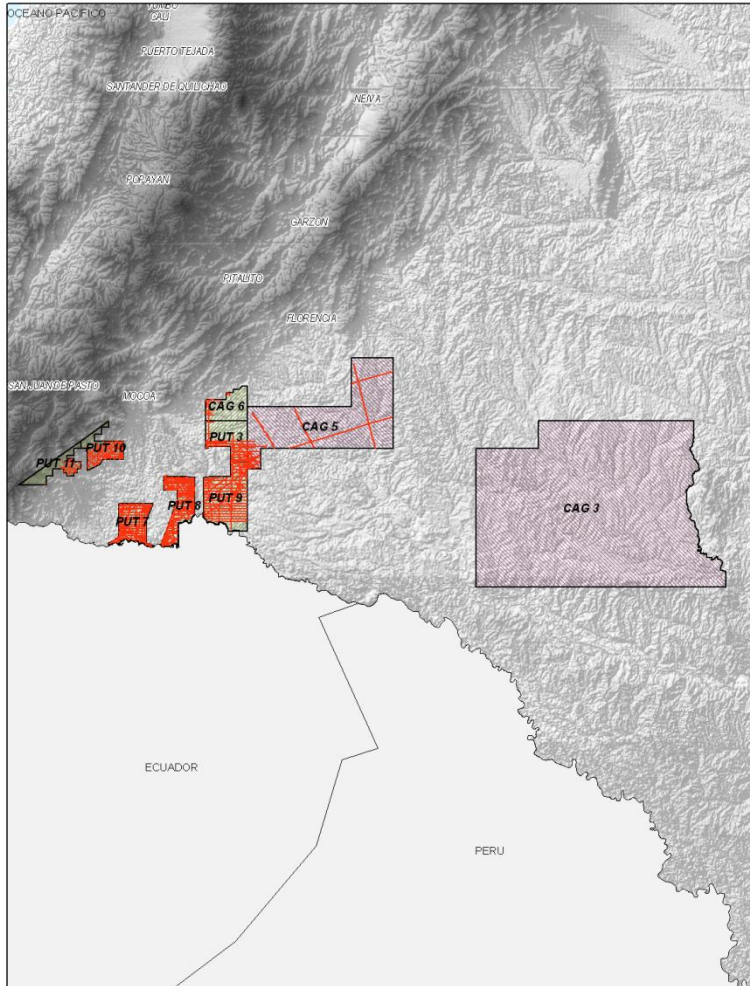 OCEANO PACIFICO
YUMBO
CALI
PUERTO TEJADA
SANTANDER DE QUILICHAO
NEIVA
POPAYAN
GARZON
PITALITO
FLORENCIA
SAN JUAN DE PASTO
MOCOA
CAG 6
CAG 5
PUT 3
PUT 10
PUT 11
PUT 9
PUT 8
PUT 7
CAG 3
ECUADOR
PERU